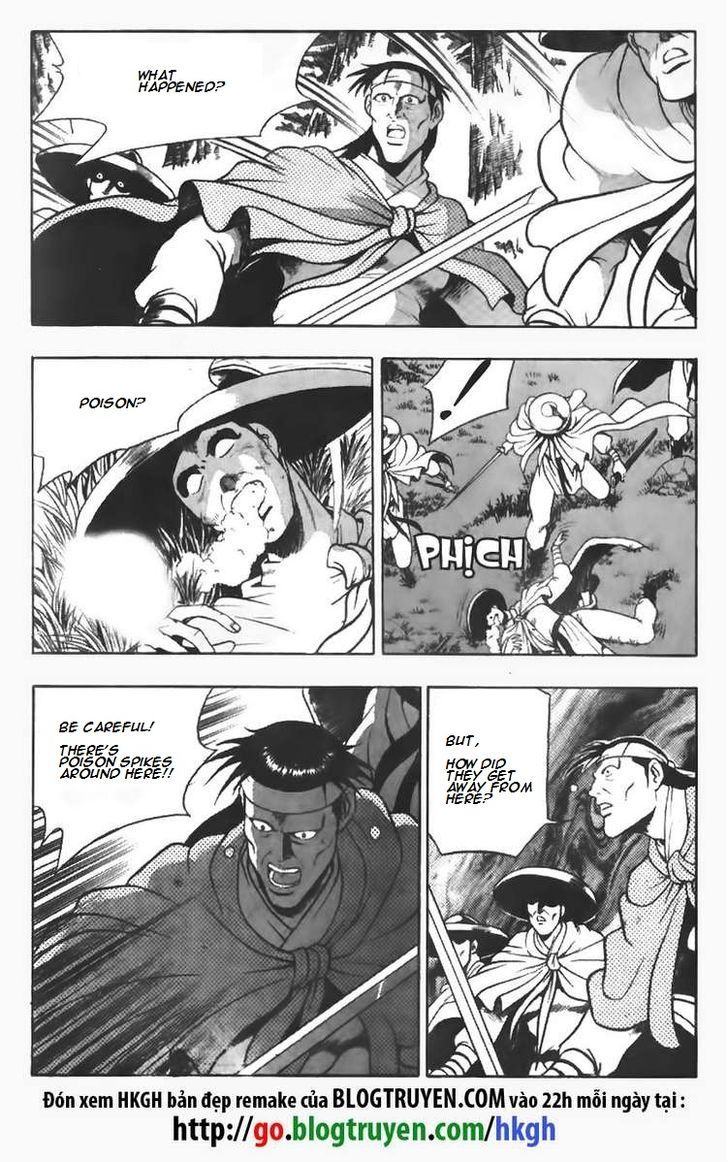 WHAT
HAPPENED?
POISON?
!
PHỊCH
BE CAREFUL!
THERE'S
POISON SPIKES
AROUND HERE!!
BUT,
HOW DID
THEY GET
AWAY FROM
HERE?
Đón xem HKGH bản đẹp remake của BLOGTRUYEN.COM vào 22h mỗi ngày tại :
http://go.blogtruyen.com/hkgh